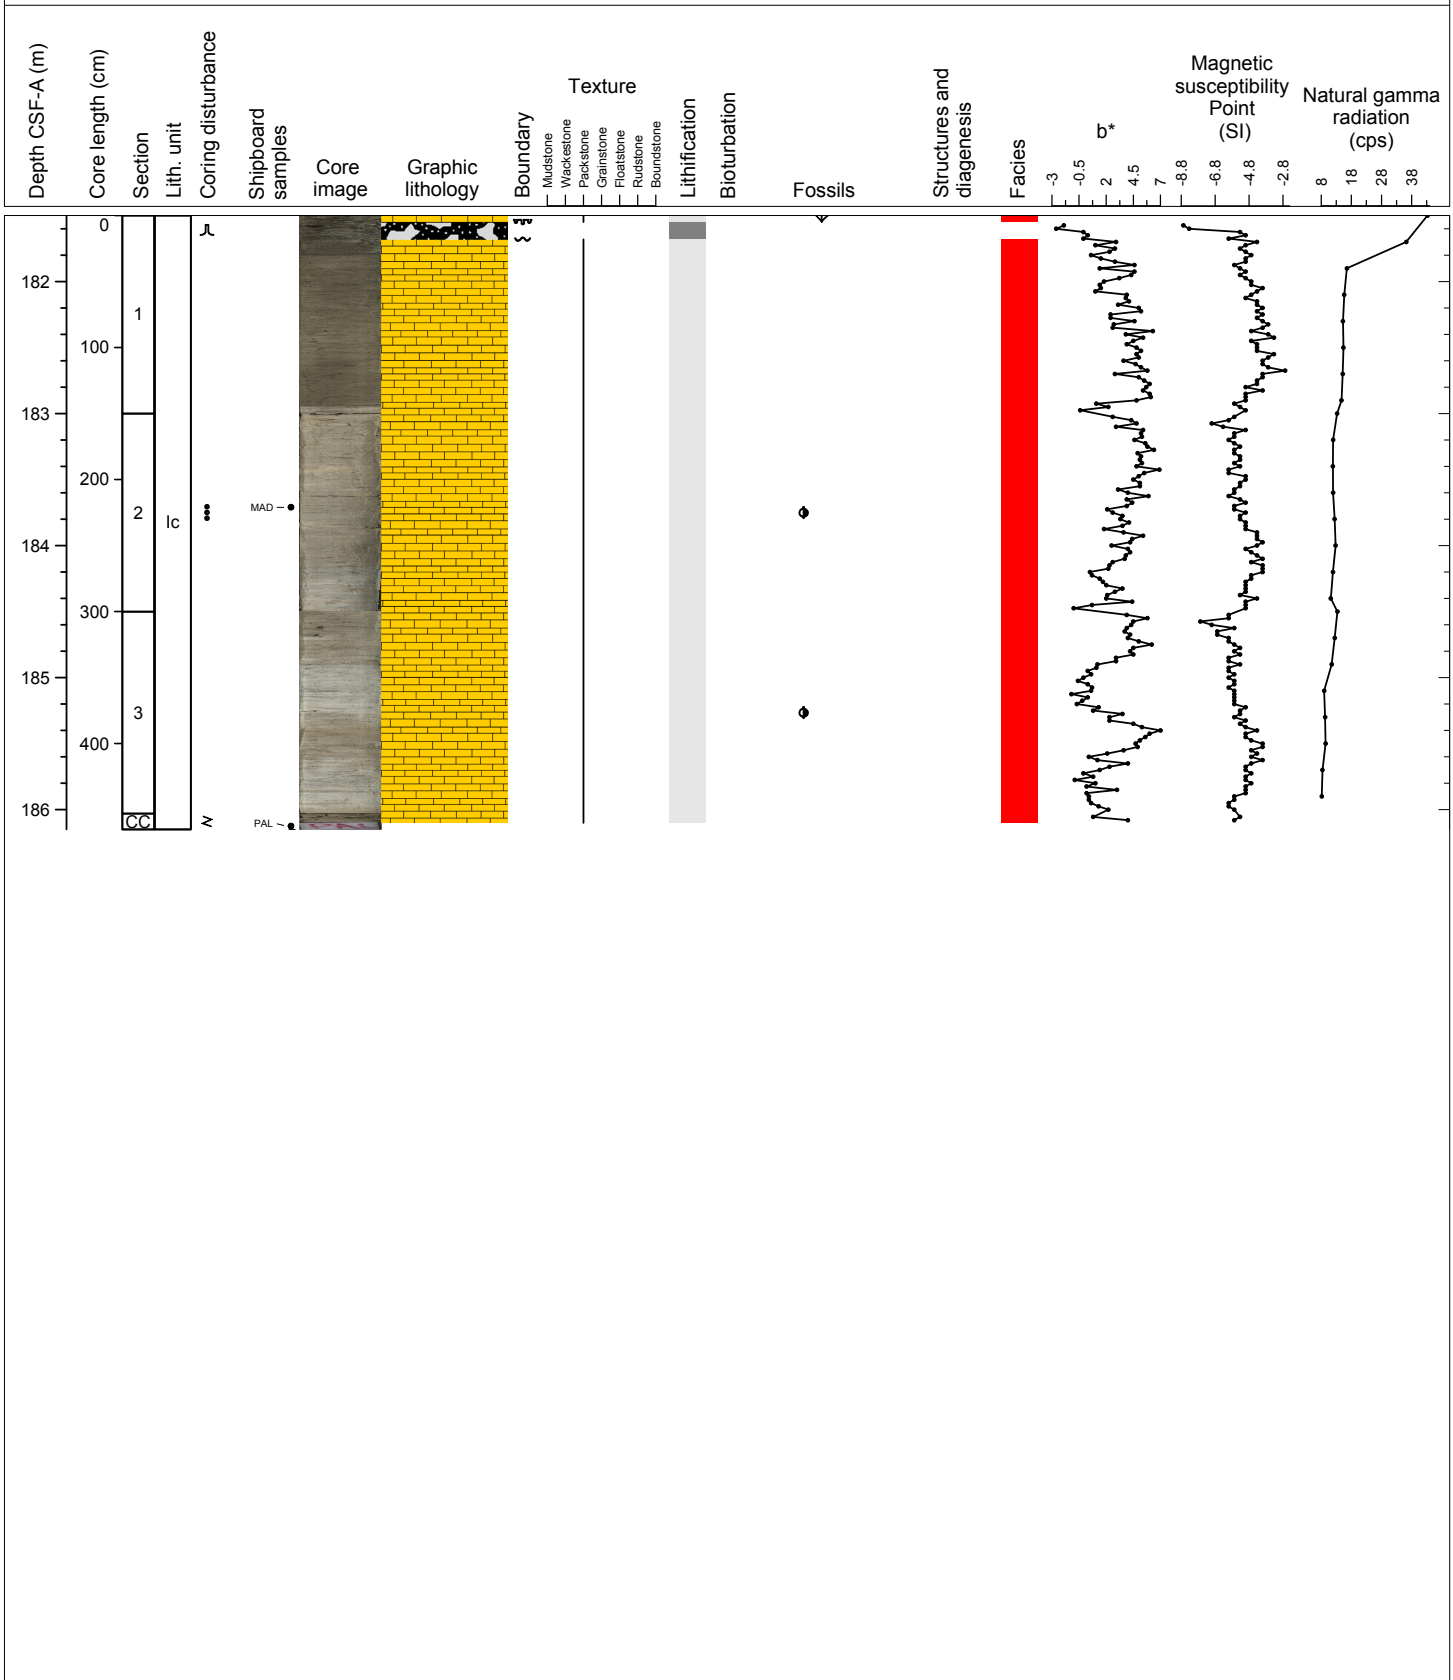 Depth CSF-A (m)
Core length (cm)
Section
Lith. unit
Coring disturbance
Shipboard
samples
Core
image
Graphic
lithology
Boundary
Texture
Mudstone
Wackestone
Packstone
Grainstone
Floatstone
Rudstone
Boundstone
Lithification
Bioturbation
Fossils
Structures and
diagenesis
Facies
b*
-3
-0.5
2
4.5
7
Magnetic
susceptibility
Point
(SI)
-8.8
-6.8
-4.8
-2.8
Natural gamma
radiation
(cps)
8
18
28
38
182
183
184
185
186
0
100
200
300
400
1
2
3
CC
Ic
MAD
PAL